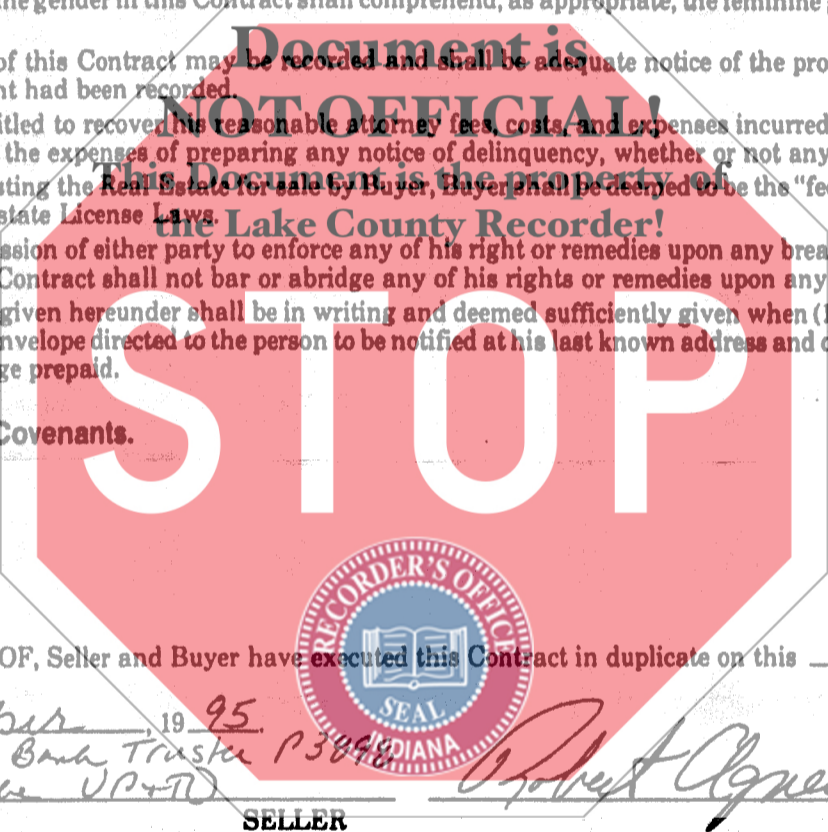 the gender in this Contract shall comprehend, as appropriate, the feminine
Document is
of this Contract may be recorded and shall be adequate notice of the pro
nt had been recorded.
NOT OFFICIAL!
itled to recover his reasonable attorney fees, costs, and expenses incurred
the expenses of preparing any notice of delinquency, whether or not any
This Document is the property of
sting the Real Estate for sale by Buyer, Buyer shall be deemed to be the "fee
state License Laws.
the Lake County Recorder!
ssion of either party to enforce any of his right or remedies upon any brea
Contract shall not bar or abridge any of his rights or remedies upon any
given hereunder shall be in writing and deemed sufficiently given when (
nvelope directed to the person to be notified at his last known address and
ge prepaid.
STOP
Covenants.
RECORDER'S OFFICE
SEAL
INDIANA
OF, Seller and Buyer have executed this Contract in duplicate on this
, 19 95.
Bank Trustee P3898
VP+TO
Robert Agne
SELLER